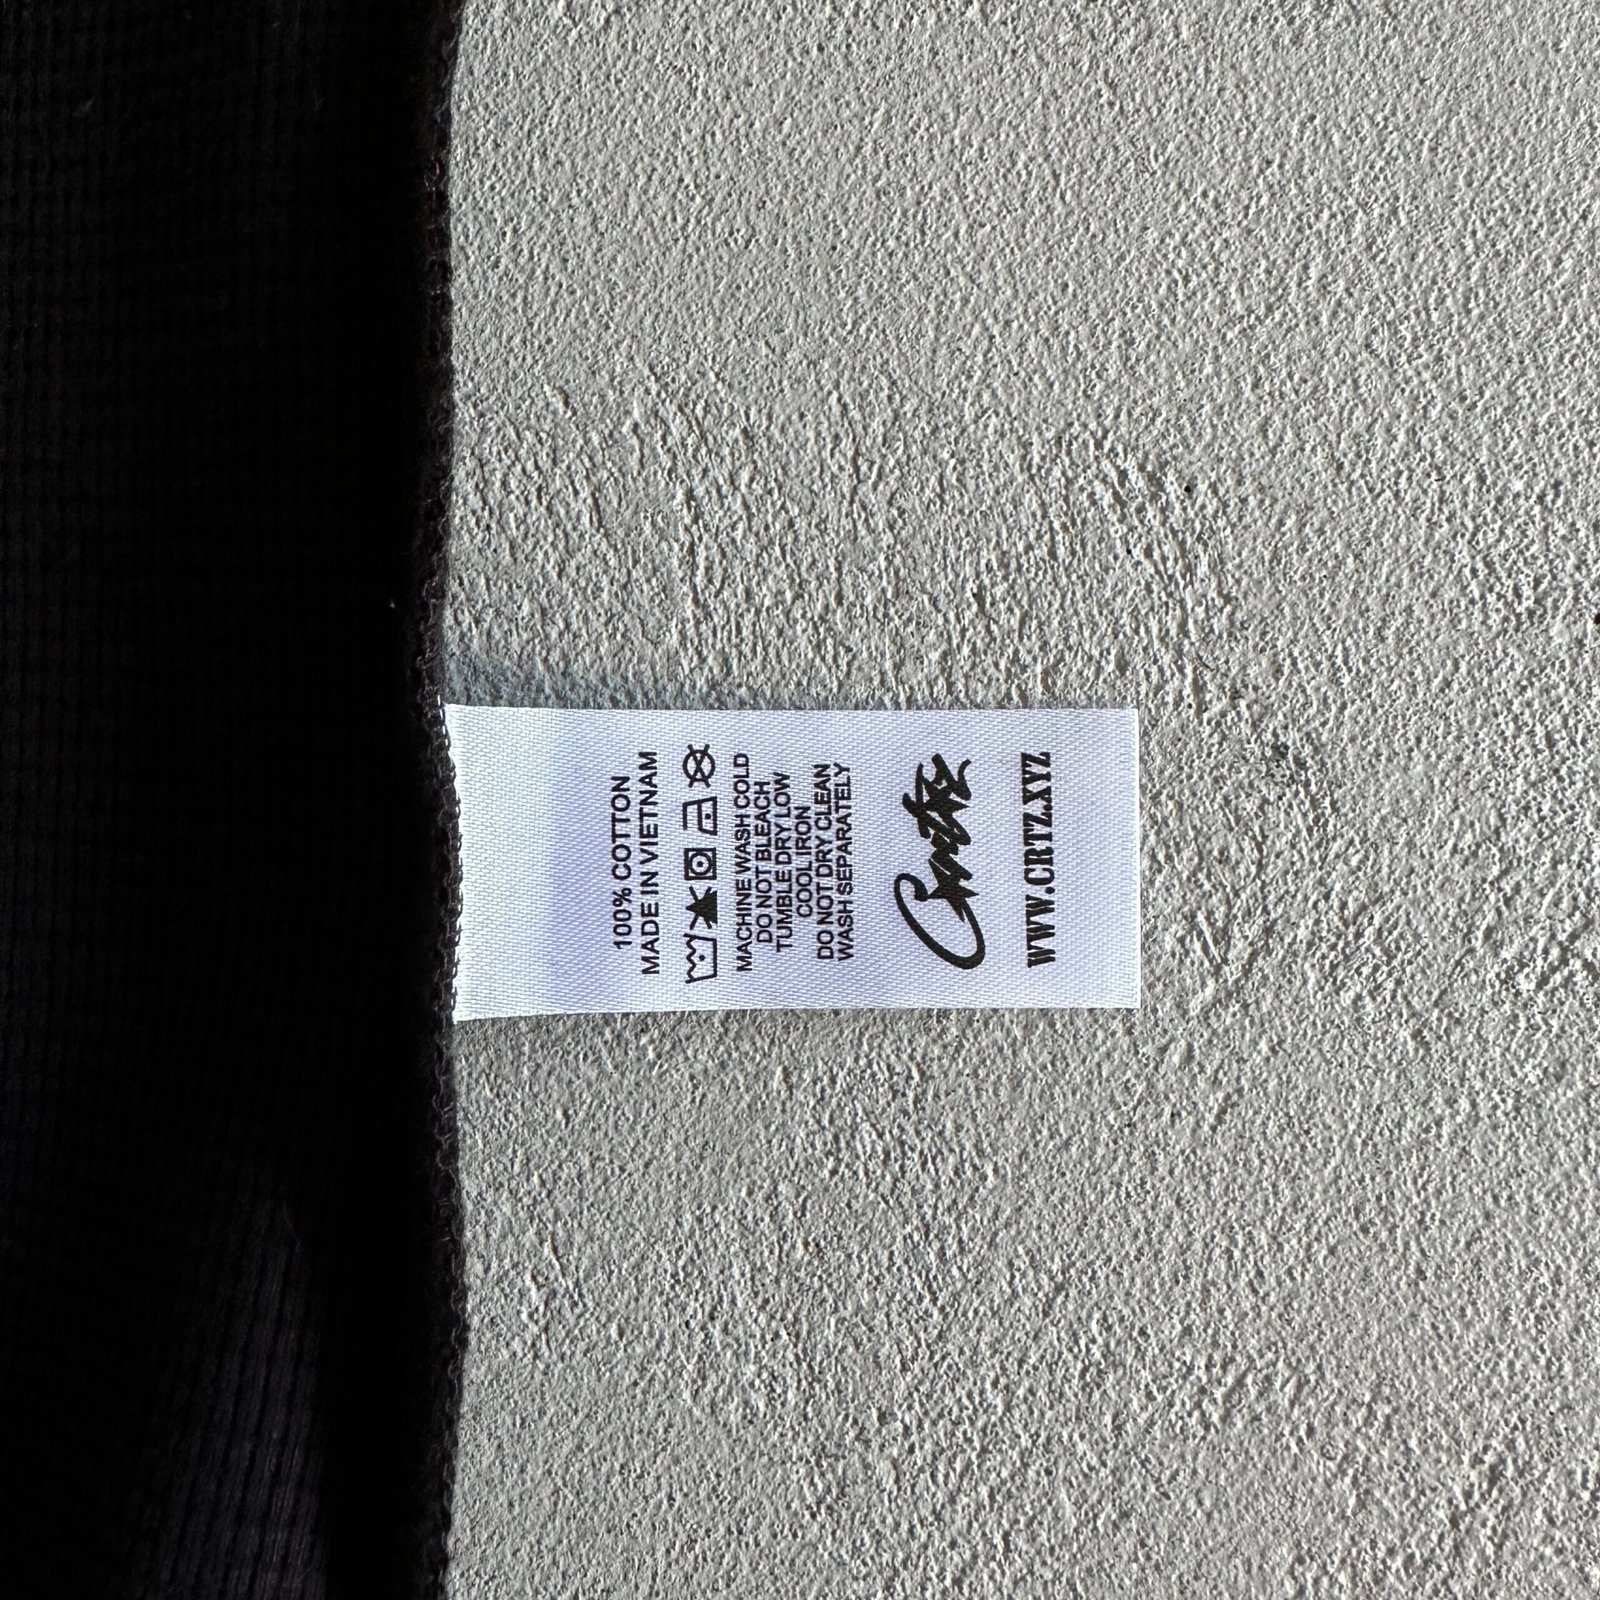 100% COTTON
MADE IN VIETNAM
MACHINE WASH COLD
DO NOT BLEACH
TUMBLE DRY LOW
COOL IRON
DO NOT DRY CLEAN
WASH SEPARATELY
Crtz
WWW.CRTZ.XYZ